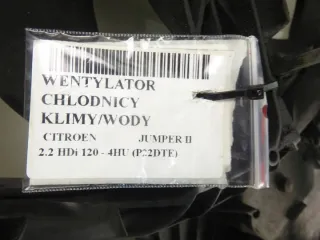 WENTYLATOR
CHLODNICY
KLIMY/WODY
CITROEN JUMPER II
2.2 HDi 120 - 4HU (P22DTE)